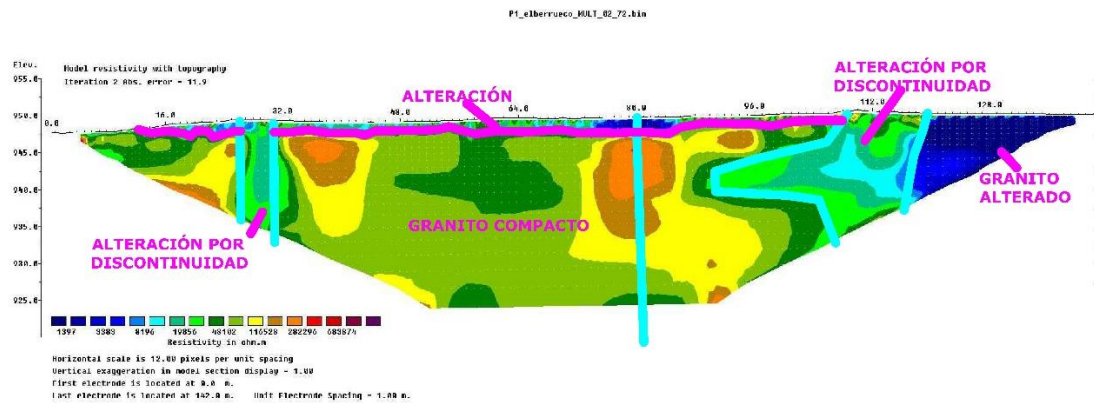 P1_elberrueco_MULT_02_72.bin
Elev.
Model resistivity with topography
Iteration 2 Abs. error = 11.9
955.0
950.0
945.0
940.0
935.0
930.0
925.0
0.0
16.0
32.0
48.0
64.0
80.0
96.0
112.0
128.0
ALTERACIÓN
ALTERACIÓN POR
DISCONTINUIDAD
GRANITO
ALTERADO
GRANITO COMPACTO
ALTERACIÓN POR
DISCONTINUIDAD
1397 3383 8196 19856 48102 116528 282296 683874
Resistivity in ohm.m
Horizontal scale is 12.00 pixels per unit spacing
Vertical exaggeration in model section display = 1.00
First electrode is located at 0.0 m.
Last electrode is located at 142.0 m. Unit Electrode Spacing = 1.00 m.